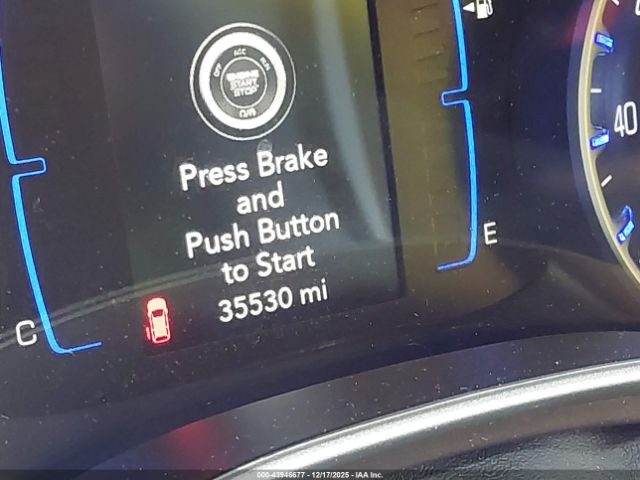 OFF ACC RUN
ENGINE
START
STOP
Press Brake
and
Push Button
to Start
35530 mi
C
E
40
000-43946677 - 12/17/2025 - IAA Inc.